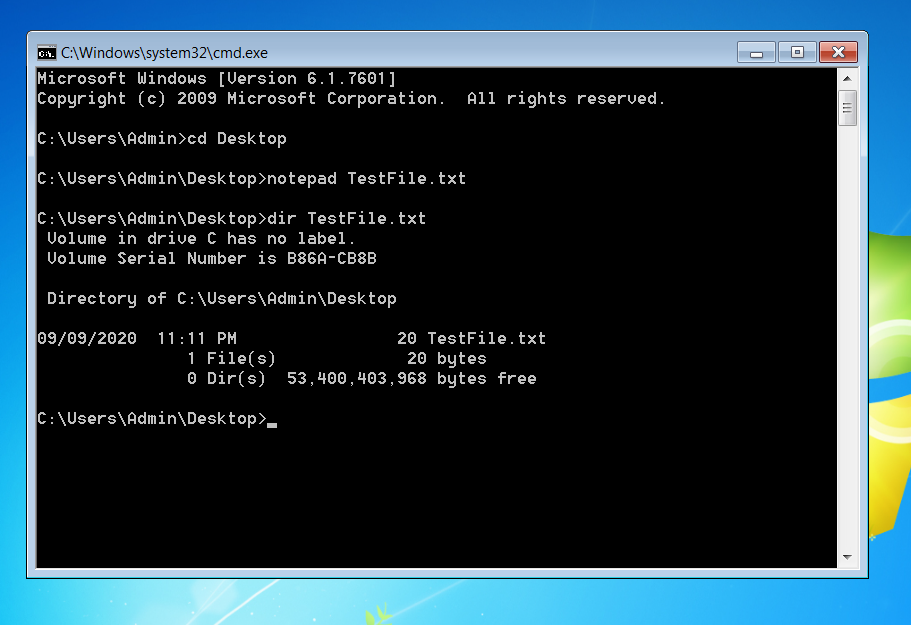 C:\Windows\system32\cmd.exe
Microsoft Windows [Version 6.1.7601]
Copyright (c) 2009 Microsoft Corporation.  All rights reserved.
C:\Users\Admin>cd Desktop
C:\Users\Admin\Desktop>notepad TestFile.txt
C:\Users\Admin\Desktop>dir TestFile.txt
 Volume in drive C has no label.
 Volume Serial Number is B86A-CB8B
 Directory of C:\Users\Admin\Desktop
09/09/2020  11:11 PM                20 TestFile.txt
               1 File(s)             20 bytes
               0 Dir(s)  53,400,403,968 bytes free
C:\Users\Admin\Desktop>